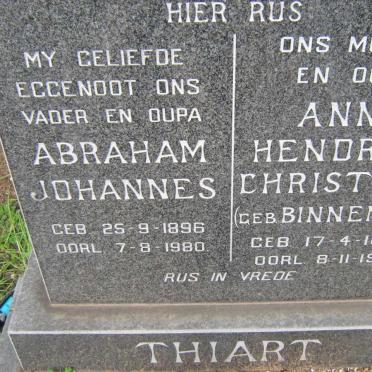 HIER RUS
MY GELIEFDE
EGGENOOT ONS
VADER EN OUPA
ABRAHAM
JOHANNES
GEB. 25-9-1896
OORL. 7-8-1980.
ONS
EN
(GEB.
GEB. 17-4-
OORL. 8-11-
RUS IN VREDE
THIART